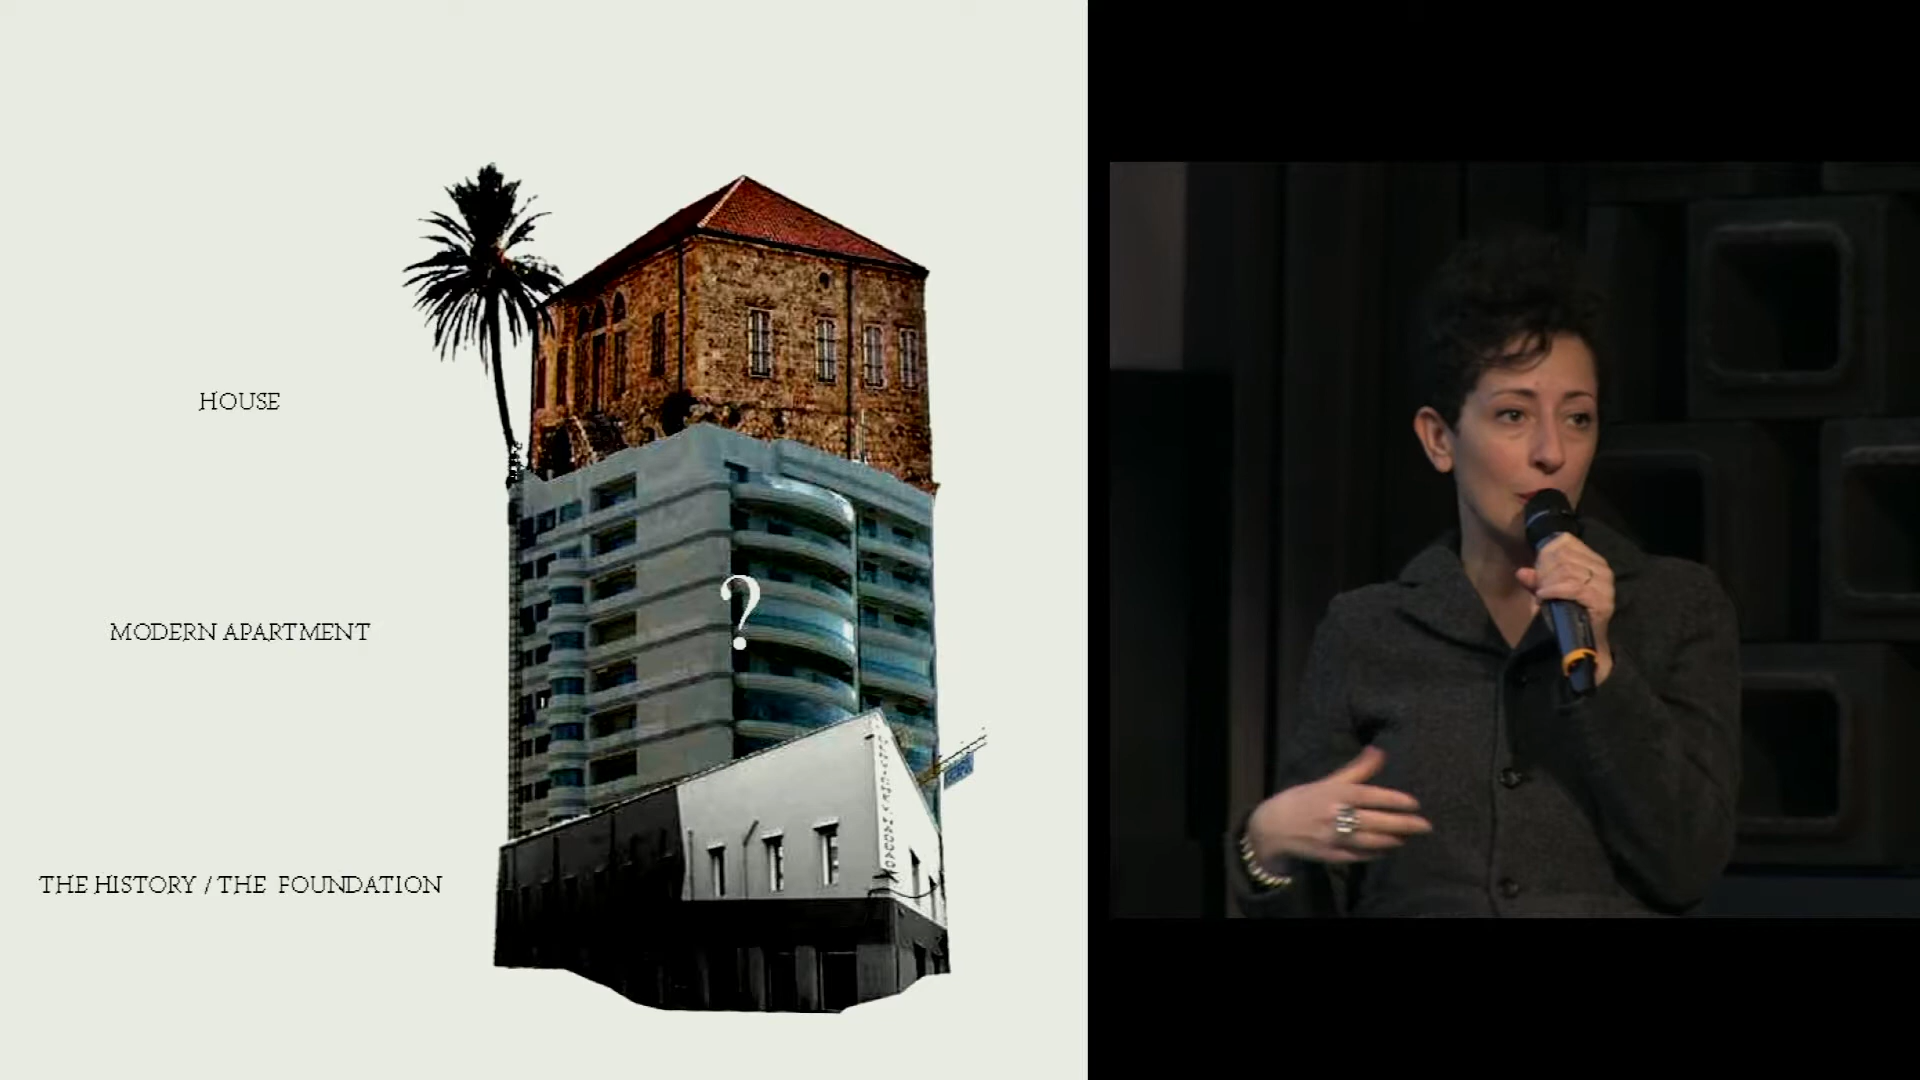 HOUSE
?
MODERN APARTMENT
THE HISTORY / THE FOUNDATION